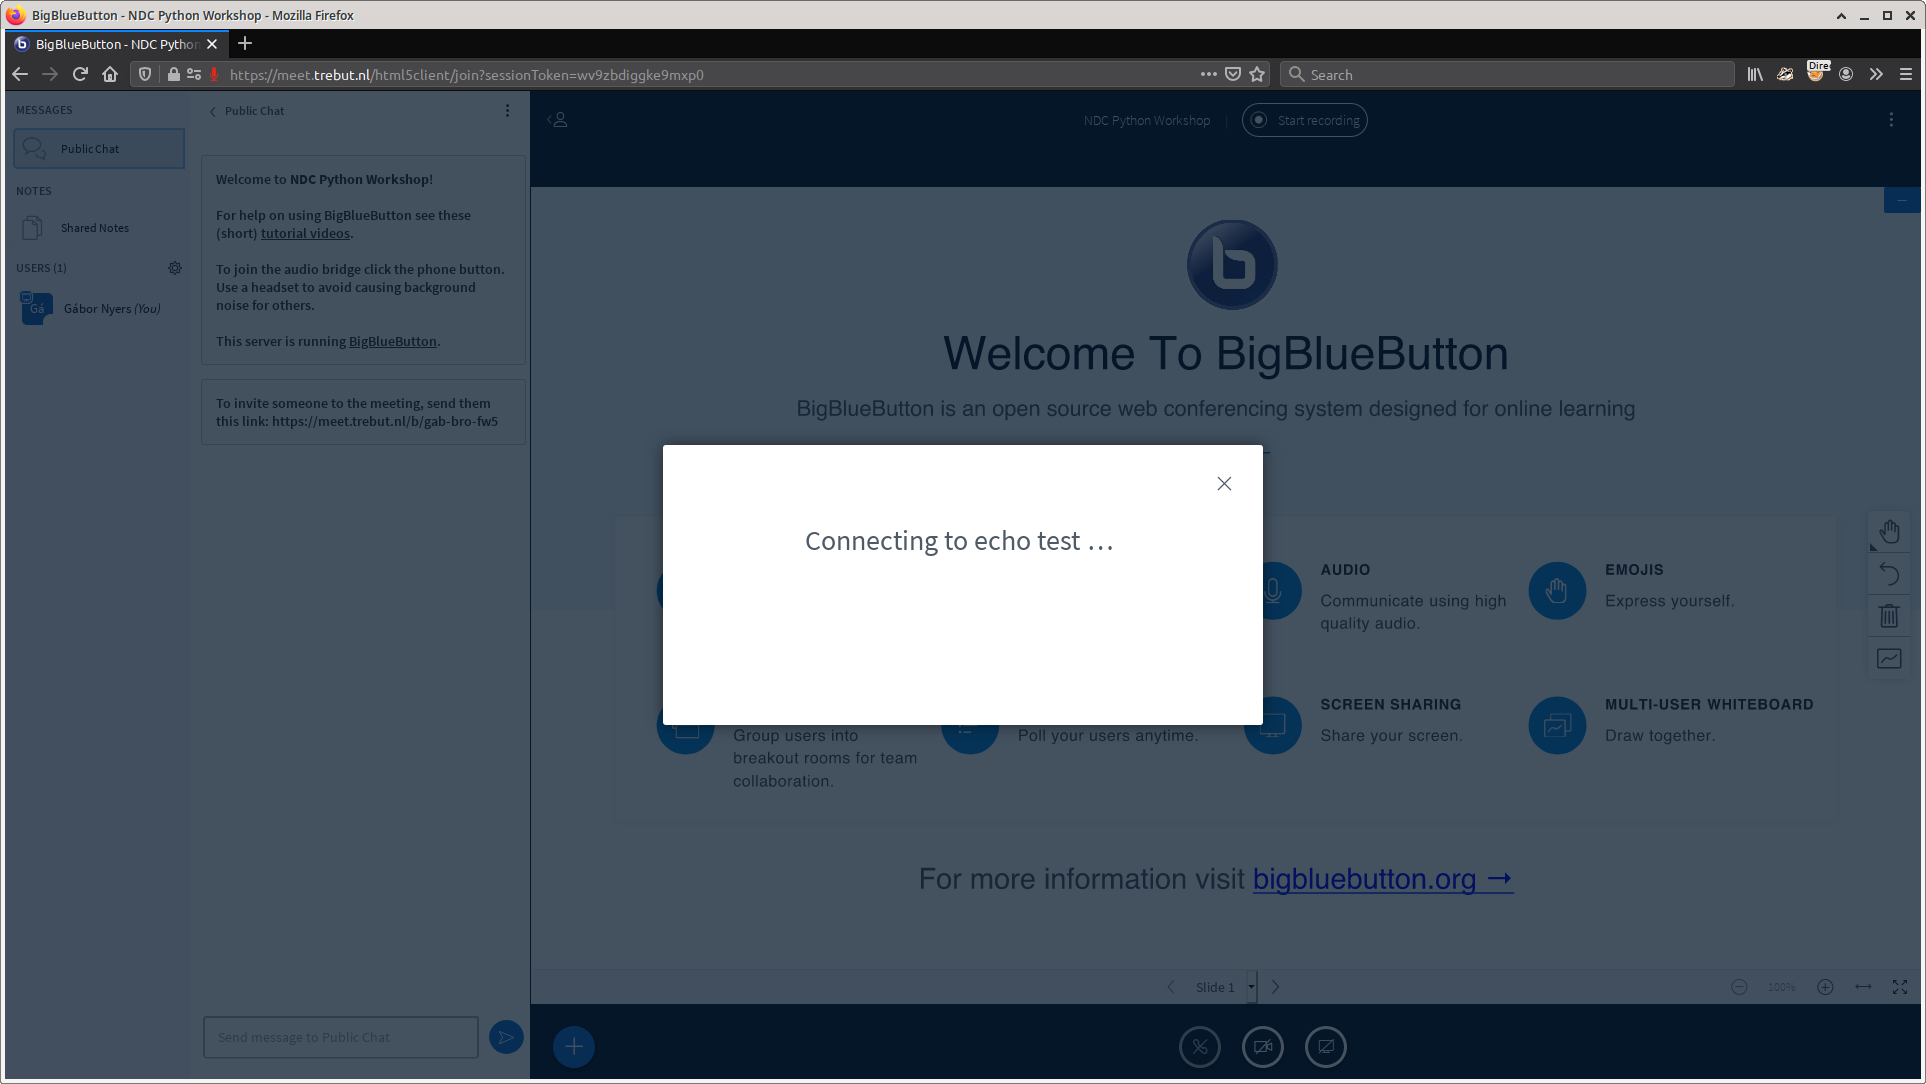 BigBlueButton - NDC Python Workshop - Mozilla Firefox
BigBlueButton - NDC Python
https://meet.trebut.nl/html5client/join?sessionToken=wv9zbdiggke9mxp0
Search
MESSAGES
Public Chat
NOTES
Shared Notes
USERS (1)
Gá
Gábor Nyers (You)
Public Chat
Welcome to NDC Python Workshop!
For help on using BigBlueButton see these
(short) tutorial videos.
To join the audio bridge click the phone button.
Use a headset to avoid causing background
noise for others.
This server is running BigBlueButton.
To invite someone to the meeting, send them
this link: https://meet.trebut.nl/b/gab-bro-fw5
Send message to Public Chat
NDC Python Workshop
Start recording
Welcome To BigBlueButton
BigBlueButton is an open source web conferencing system designed for online learning
Connecting to echo test …
AUDIO
Communicate using high
quality audio.
EMOJIS
Express yourself.
Group users into
breakout rooms for team
collaboration.
Poll your users anytime.
SCREEN SHARING
Share your screen.
MULTI-USER WHITEBOARD
Draw together.
For more information visit bigbluebutton.org →
Slide 1
100%